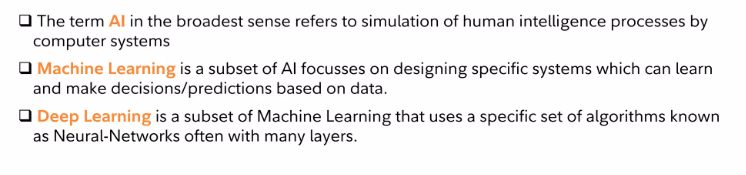 ❑ The term AI in the broadest sense refers to simulation of human intelligence processes by
computer systems
❑ Machine Learning is a subset of AI focusses on designing specific systems which can learn
and make decisions/predictions based on data.
❑ Deep Learning is a subset of Machine Learning that uses a specific set of algorithms known
as Neural-Networks often with many layers.